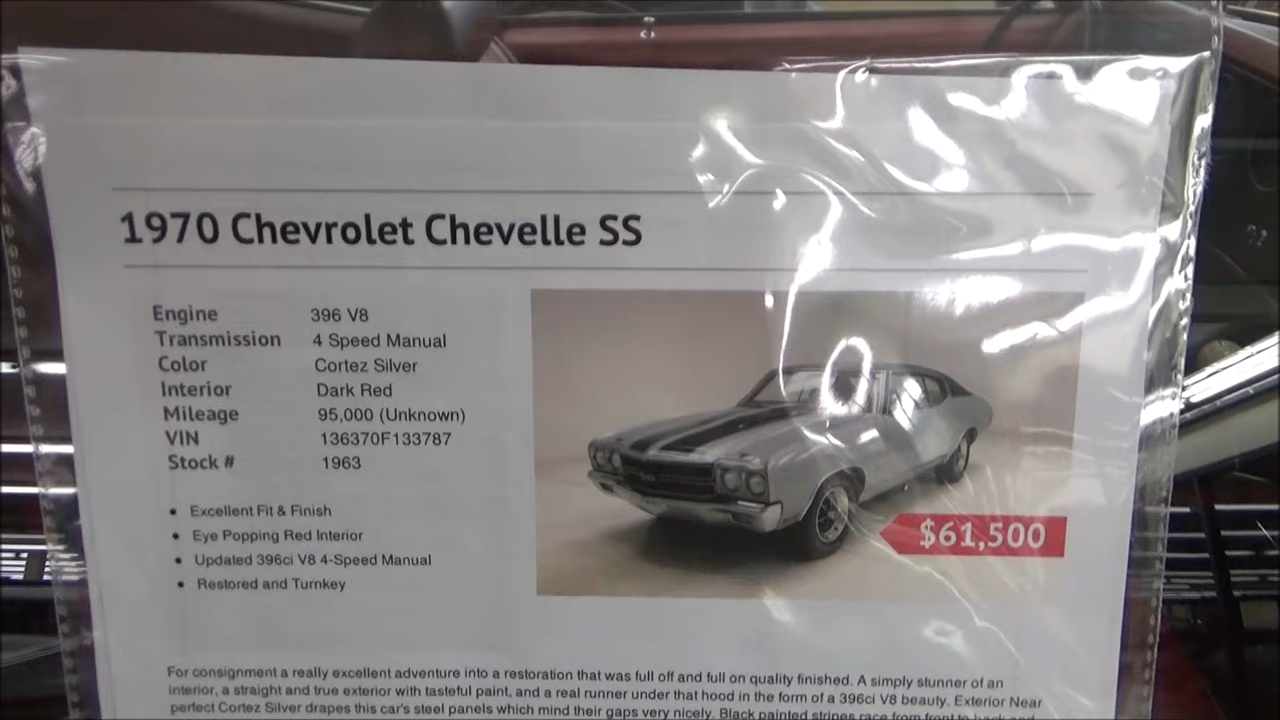 1970 Chevrolet Chevelle SS
Engine 396 V8
Transmission 4 Speed Manual
Color Cortez Silver
Interior Dark Red
Mileage 95,000 (Unknown)
VIN 136370F133787
Stock # 1963
• Excellent Fit & Finish
• Eye Popping Red Interior
• Updated 396ci V8 4-Speed Manual
• Restored and Turnkey
$61,500
For consignment a really excellent adventure into a restoration that was full off and full on quality finished. A simply stunner of an
interior, a straight and true exterior with tasteful paint, and a real runner under that hood in the form of a 396ci V8 beauty. Exterior Near
perfect Cortez Silver drapes this car's steel panels which mind their gaps very nicely. Black painted stripes race from front to back and